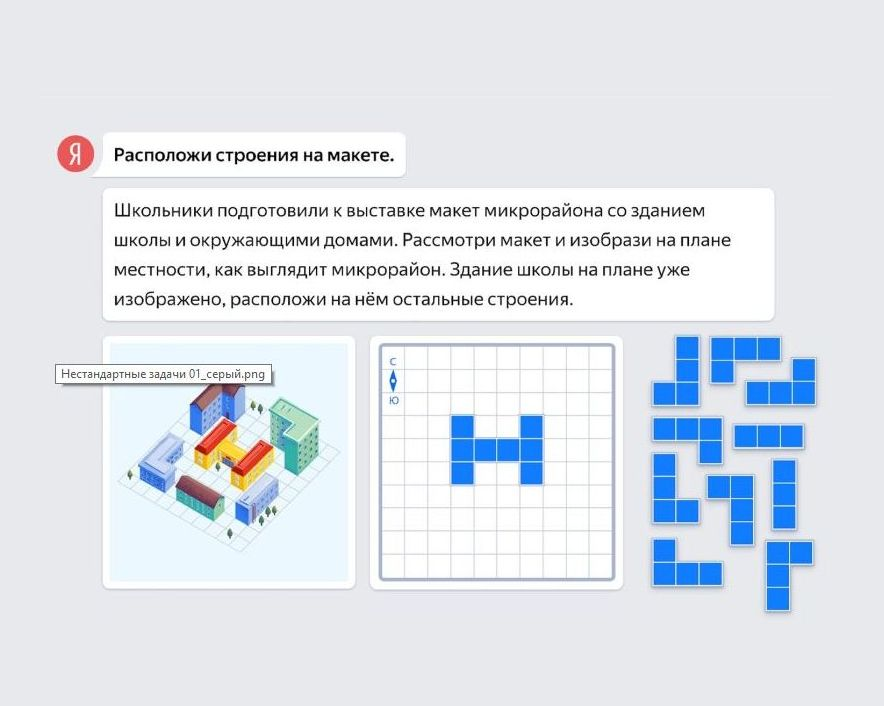 Я
Расположи строения на макете.
Школьники подготовили к выставке макет микрорайона со зданием
школы и окружающими домами. Рассмотри макет и изобрази на плане
местности, как выглядит микрорайон. Здание школы на плане уже
изображено, расположи на нём остальные строения.
Нестандартные задачи 01_серый.png
С
Ю